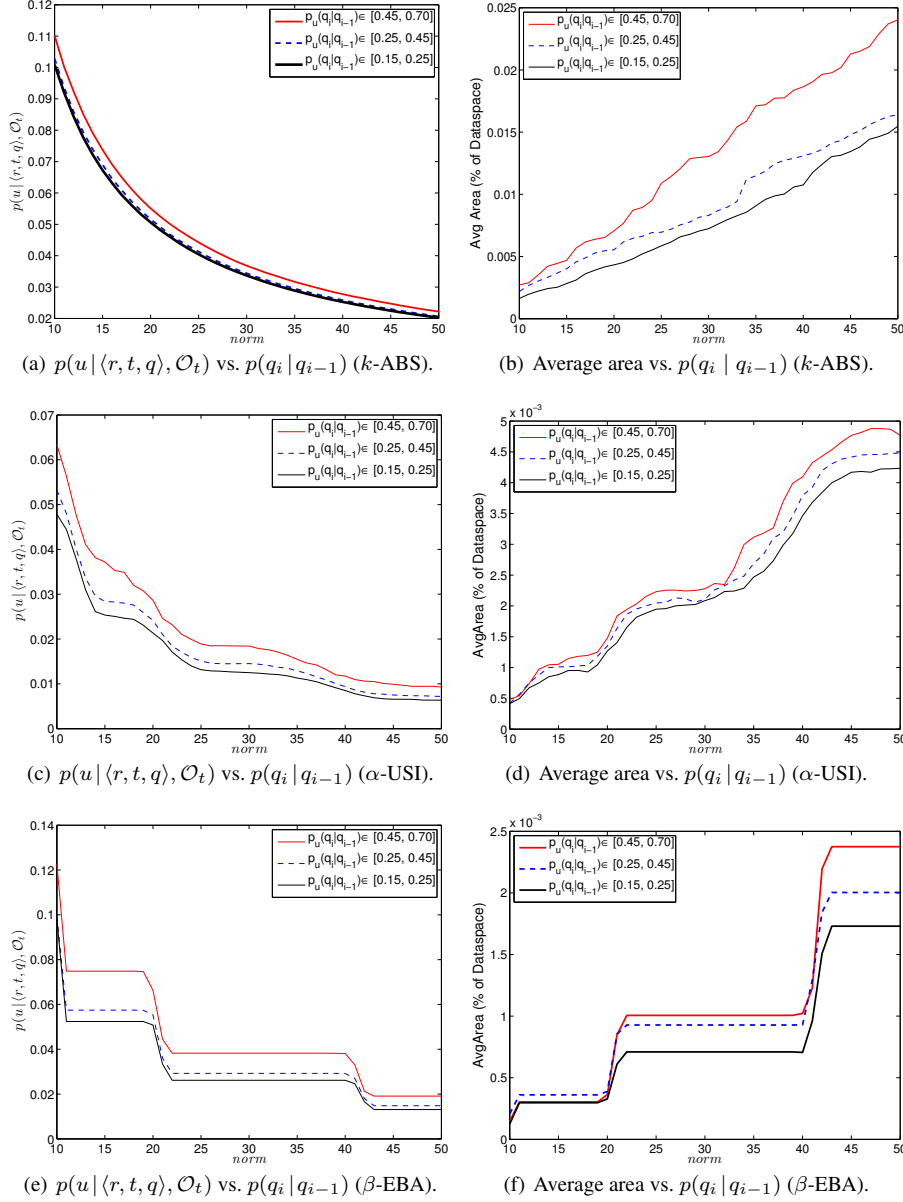 p_u(q_i|q_{i−1})∈ [0.45, 0.70]
p_u(q_i|q_{i−1})∈ [0.25, 0.45]
p_u(q_i|q_{i−1})∈ [0.15, 0.25]
p(u | ⟨r, t, q⟩, O_t)
0.12
0.11
0.1
0.09
0.08
0.07
0.06
0.05
0.04
0.03
0.02
10 15 20 25 30 35 40 45 50
norm
(a) p(u | ⟨r, t, q⟩, O_t) vs. p(q_i | q_{i−1}) (k-ABS).
p_u(q_i|q_{i−1})∈ [0.45, 0.70]
p_u(q_i|q_{i−1})∈ [0.25, 0.45]
p_u(q_i|q_{i−1})∈ [0.15, 0.25]
Avg Area (% of Dataspace)
0.025
0.02
0.015
0.01
0.005
0
10 15 20 25 30 35 40 45 50
norm
(b) Average area vs. p(q_i | q_{i−1}) (k-ABS).
p_u(q_i|q_{i−1})∈ [0.45, 0.70]
p_u(q_i|q_{i−1})∈ [0.25, 0.45]
p_u(q_i|q_{i−1})∈ [0.15, 0.25]
p(u | ⟨r, t, q⟩, O_t)
0.07
0.06
0.05
0.04
0.03
0.02
0.01
0
10 15 20 25 30 35 40 45 50
norm
(c) p(u | ⟨r, t, q⟩, O_t) vs. p(q_i | q_{i−1}) (α-USI).
x 10^{−3}
p_u(q_i|q_{i−1})∈ [0.45, 0.70]
p_u(q_i|q_{i−1})∈ [0.25, 0.45]
p_u(q_i|q_{i−1})∈ [0.15, 0.25]
AvgArea (% of Dataspace)
5
4.5
4
3.5
3
2.5
2
1.5
1
0.5
0
10 15 20 25 30 35 40 45 50
norm
(d) Average area vs. p(q_i | q_{i−1}) (α-USI).
p_u(q_i|q_{i−1})∈ [0.45, 0.70]
p_u(q_i|q_{i−1})∈ [0.25, 0.45]
p_u(q_i|q_{i−1})∈ [0.15, 0.25]
p(u | ⟨r, t, q⟩, O_t)
0.14
0.12
0.1
0.08
0.06
0.04
0.02
0
10 15 20 25 30 35 40 45 50
norm
(e) p(u | ⟨r, t, q⟩, O_t) vs. p(q_i | q_{i−1}) (β-EBA).
x 10^{−3}
p_u(q_i|q_{i−1})∈ [0.45, 0.70]
p_u(q_i|q_{i−1})∈ [0.25, 0.45]
p_u(q_i|q_{i−1})∈ [0.15, 0.25]
AvgArea (% of Dataspace)
2.5
2
1.5
1
0.5
0
10 15 20 25 30 35 40 45 50
norm
(f) Average area vs. p(q_i | q_{i−1}) (β-EBA).